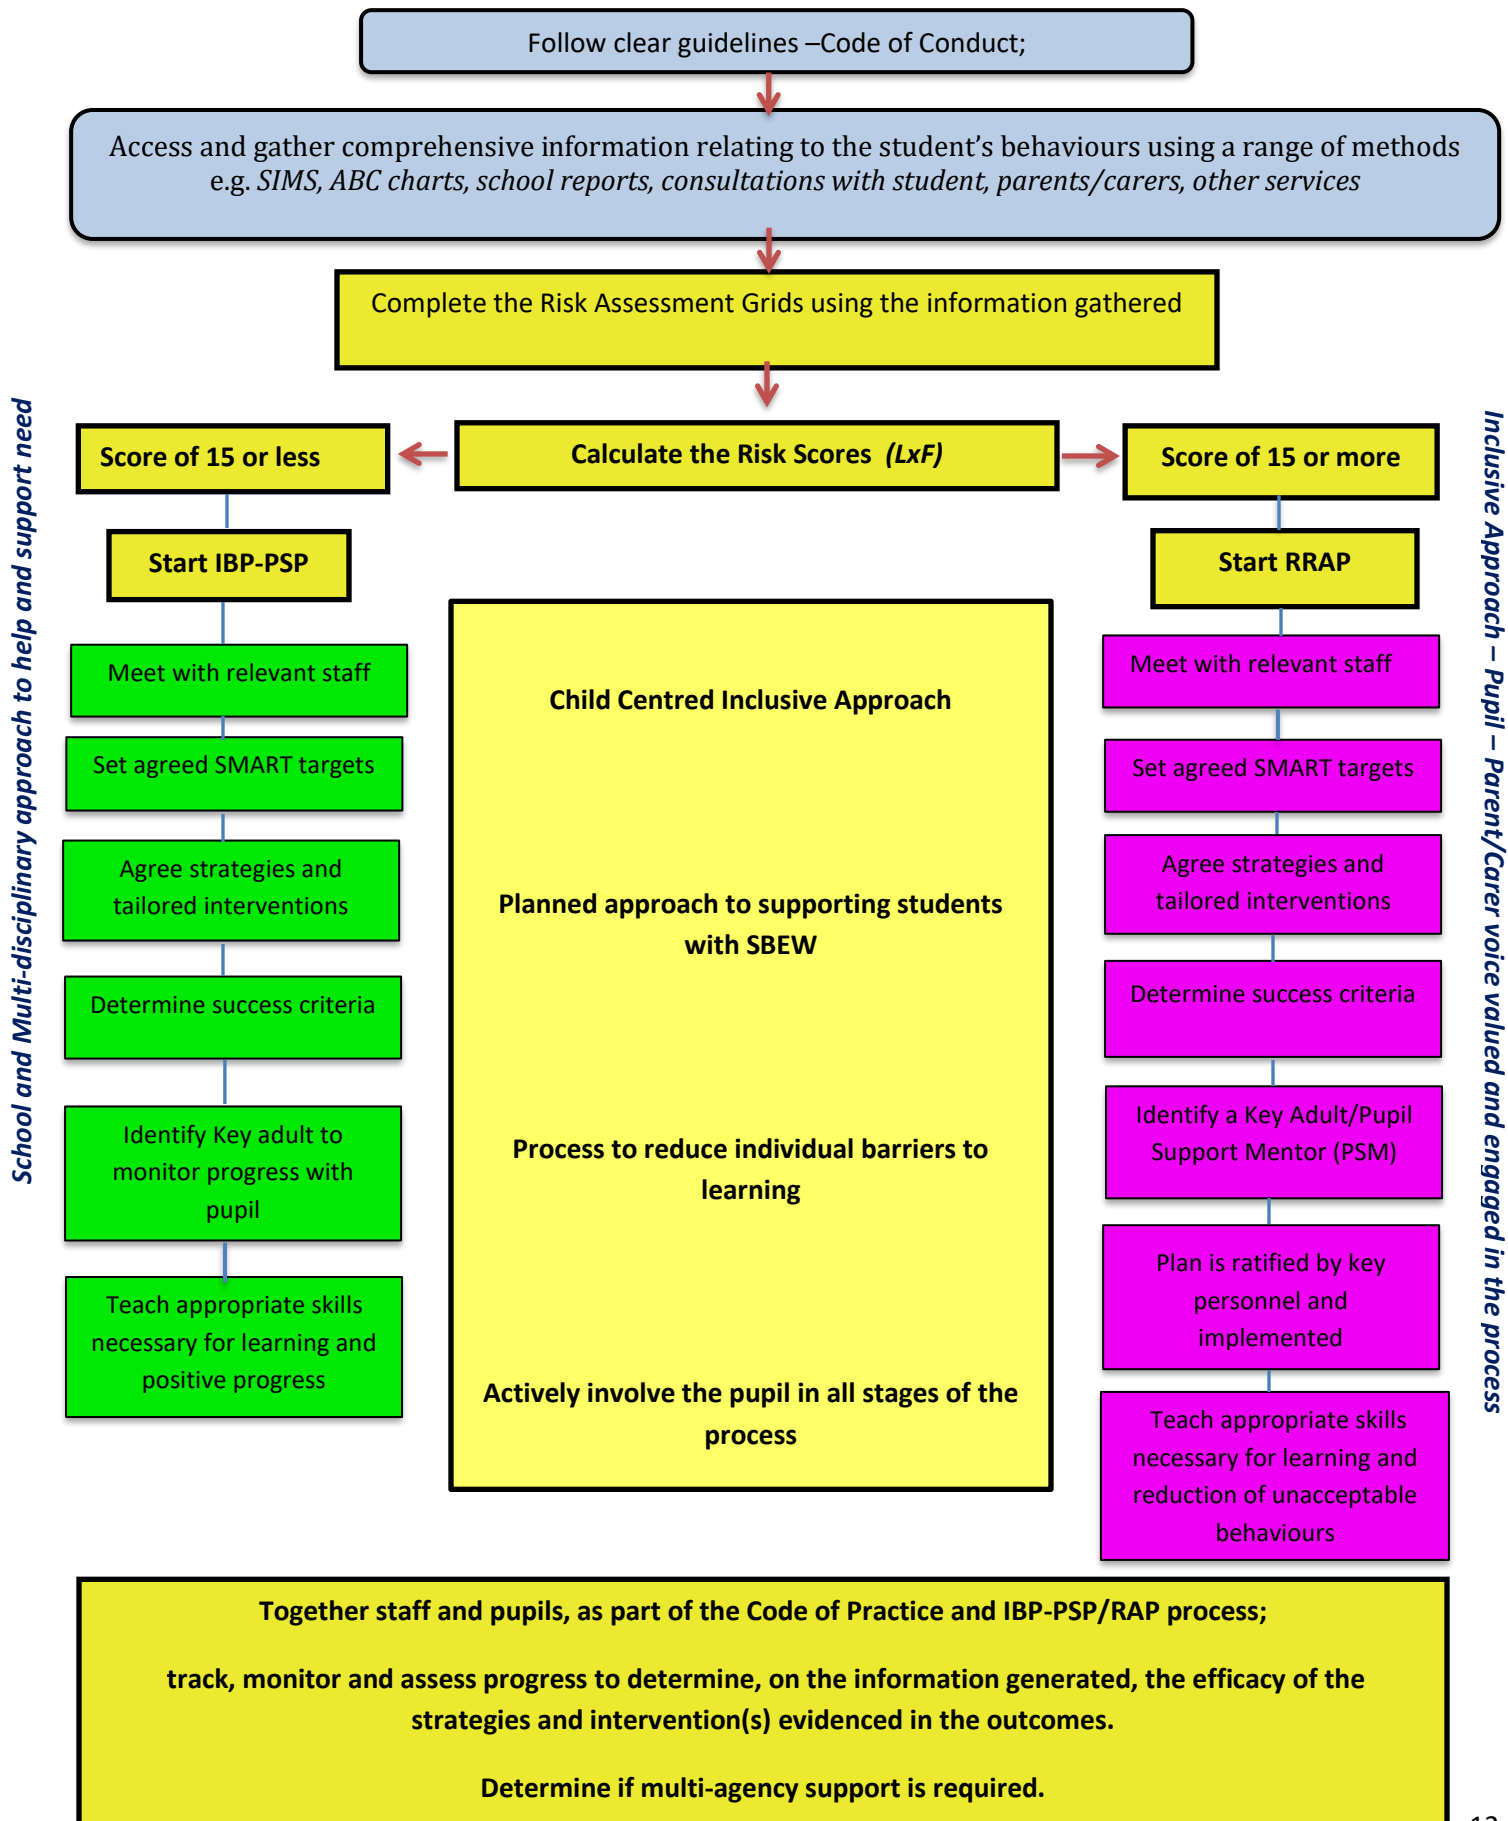 Follow clear guidelines –Code of Conduct;
Access and gather comprehensive information relating to the student’s behaviours using a range of methods
e.g. SIMS, ABC charts, school reports, consultations with student, parents/carers, other services
Complete the Risk Assessment Grids using the information gathered
Calculate the Risk Scores (LxF)
Score of 15 or less
Start IBP-PSP
Meet with relevant staff
Set agreed SMART targets
Agree strategies and
tailored interventions
Determine success criteria
Identify Key adult to
monitor progress with
pupil
Teach appropriate skills
necessary for learning and
positive progress
School and Multi-disciplinary approach to help and support need
Child Centred Inclusive Approach
Planned approach to supporting students
with SBEW
Process to reduce individual barriers to
learning
Actively involve the pupil in all stages of the
process
Score of 15 or more
Start RRAP
Meet with relevant staff
Set agreed SMART targets
Agree strategies and
tailored interventions
Determine success criteria
Identify a Key Adult/Pupil
Support Mentor (PSM)
Plan is ratified by key
personnel and
implemented
Teach appropriate skills
necessary for learning and
reduction of unacceptable
behaviours
Inclusive Approach – Pupil – Parent/Carer voice valued and engaged in the process
Together staff and pupils, as part of the Code of Practice and IBP-PSP/RAP process;
track, monitor and assess progress to determine, on the information generated, the efficacy of the
strategies and intervention(s) evidenced in the outcomes.
Determine if multi-agency support is required.